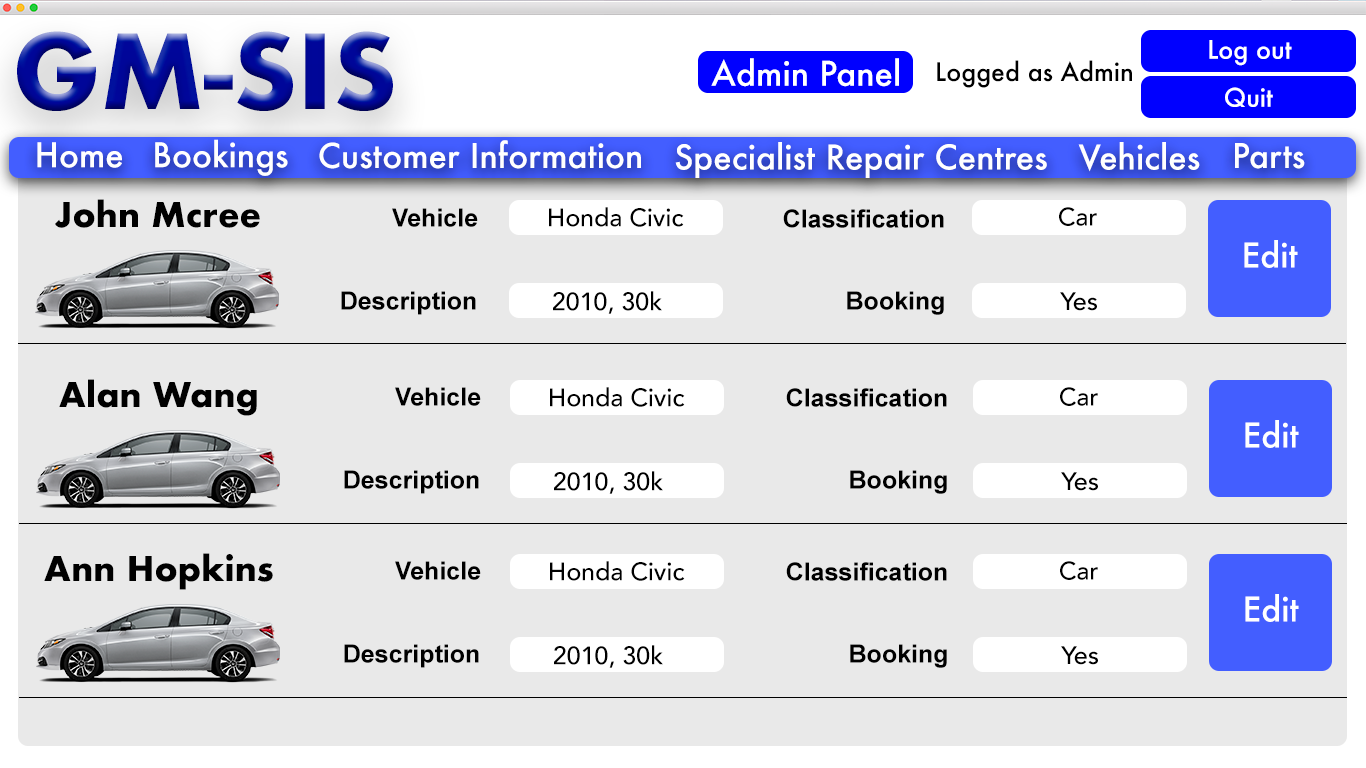 GM-SIS
Admin Panel
Logged as Admin
Log out
Quit
Home Bookings Customer Information Specialist Repair Centres Vehicles Parts
John Mcree
Vehicle Honda Civic Classification Car
Edit
Description 2010, 30k Booking Yes
Alan Wang
Vehicle Honda Civic Classification Car
Edit
Description 2010, 30k Booking Yes
Ann Hopkins
Vehicle Honda Civic Classification Car
Edit
Description 2010, 30k Booking Yes